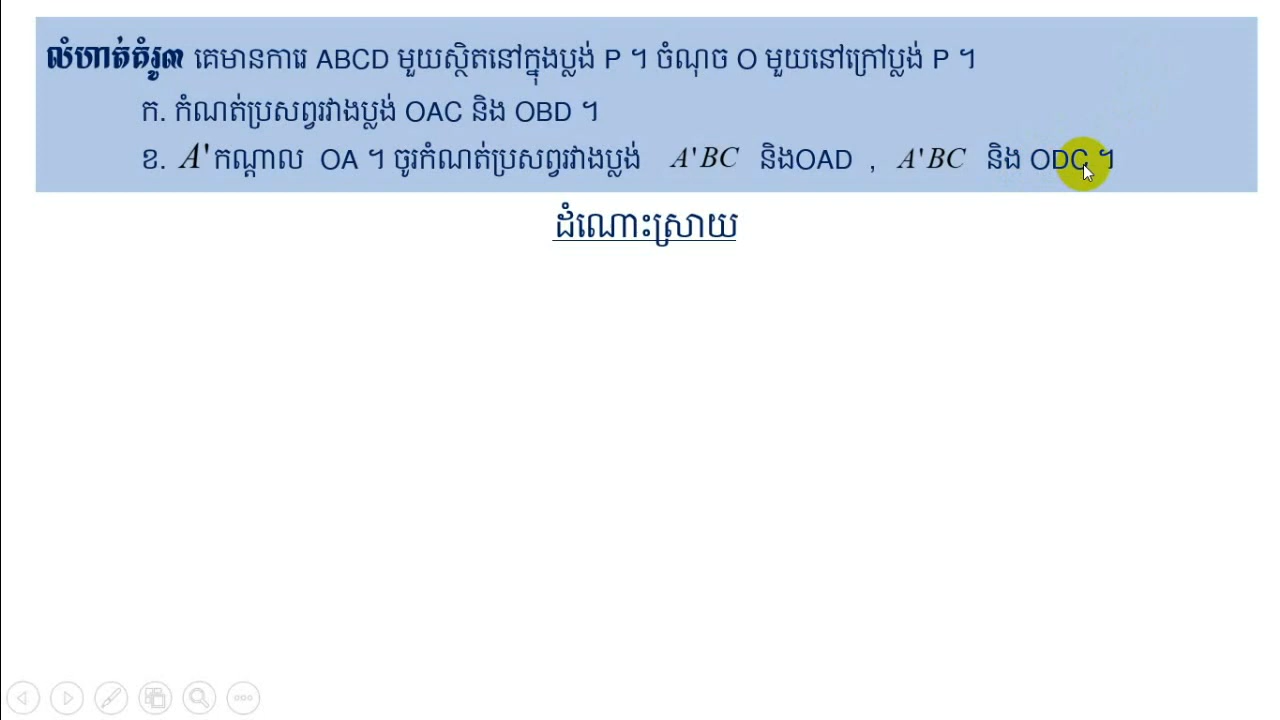 លំហាត់គំរូ៣ គេមានការេ ABCD មួយស្ថិតនៅក្នុងប្លង់ P ។ ចំណុច O មួយនៅក្រៅប្លង់ P ។
ក. កំណត់ប្រសព្វរវាងប្លង់ OAC និង OBD ។
ខ. A' កណ្តាល OA ។ ចូរកំណត់ប្រសព្វរវាងប្លង់ A'BC និងOAD , A'BC និង ODC ។
ដំណោះស្រាយ